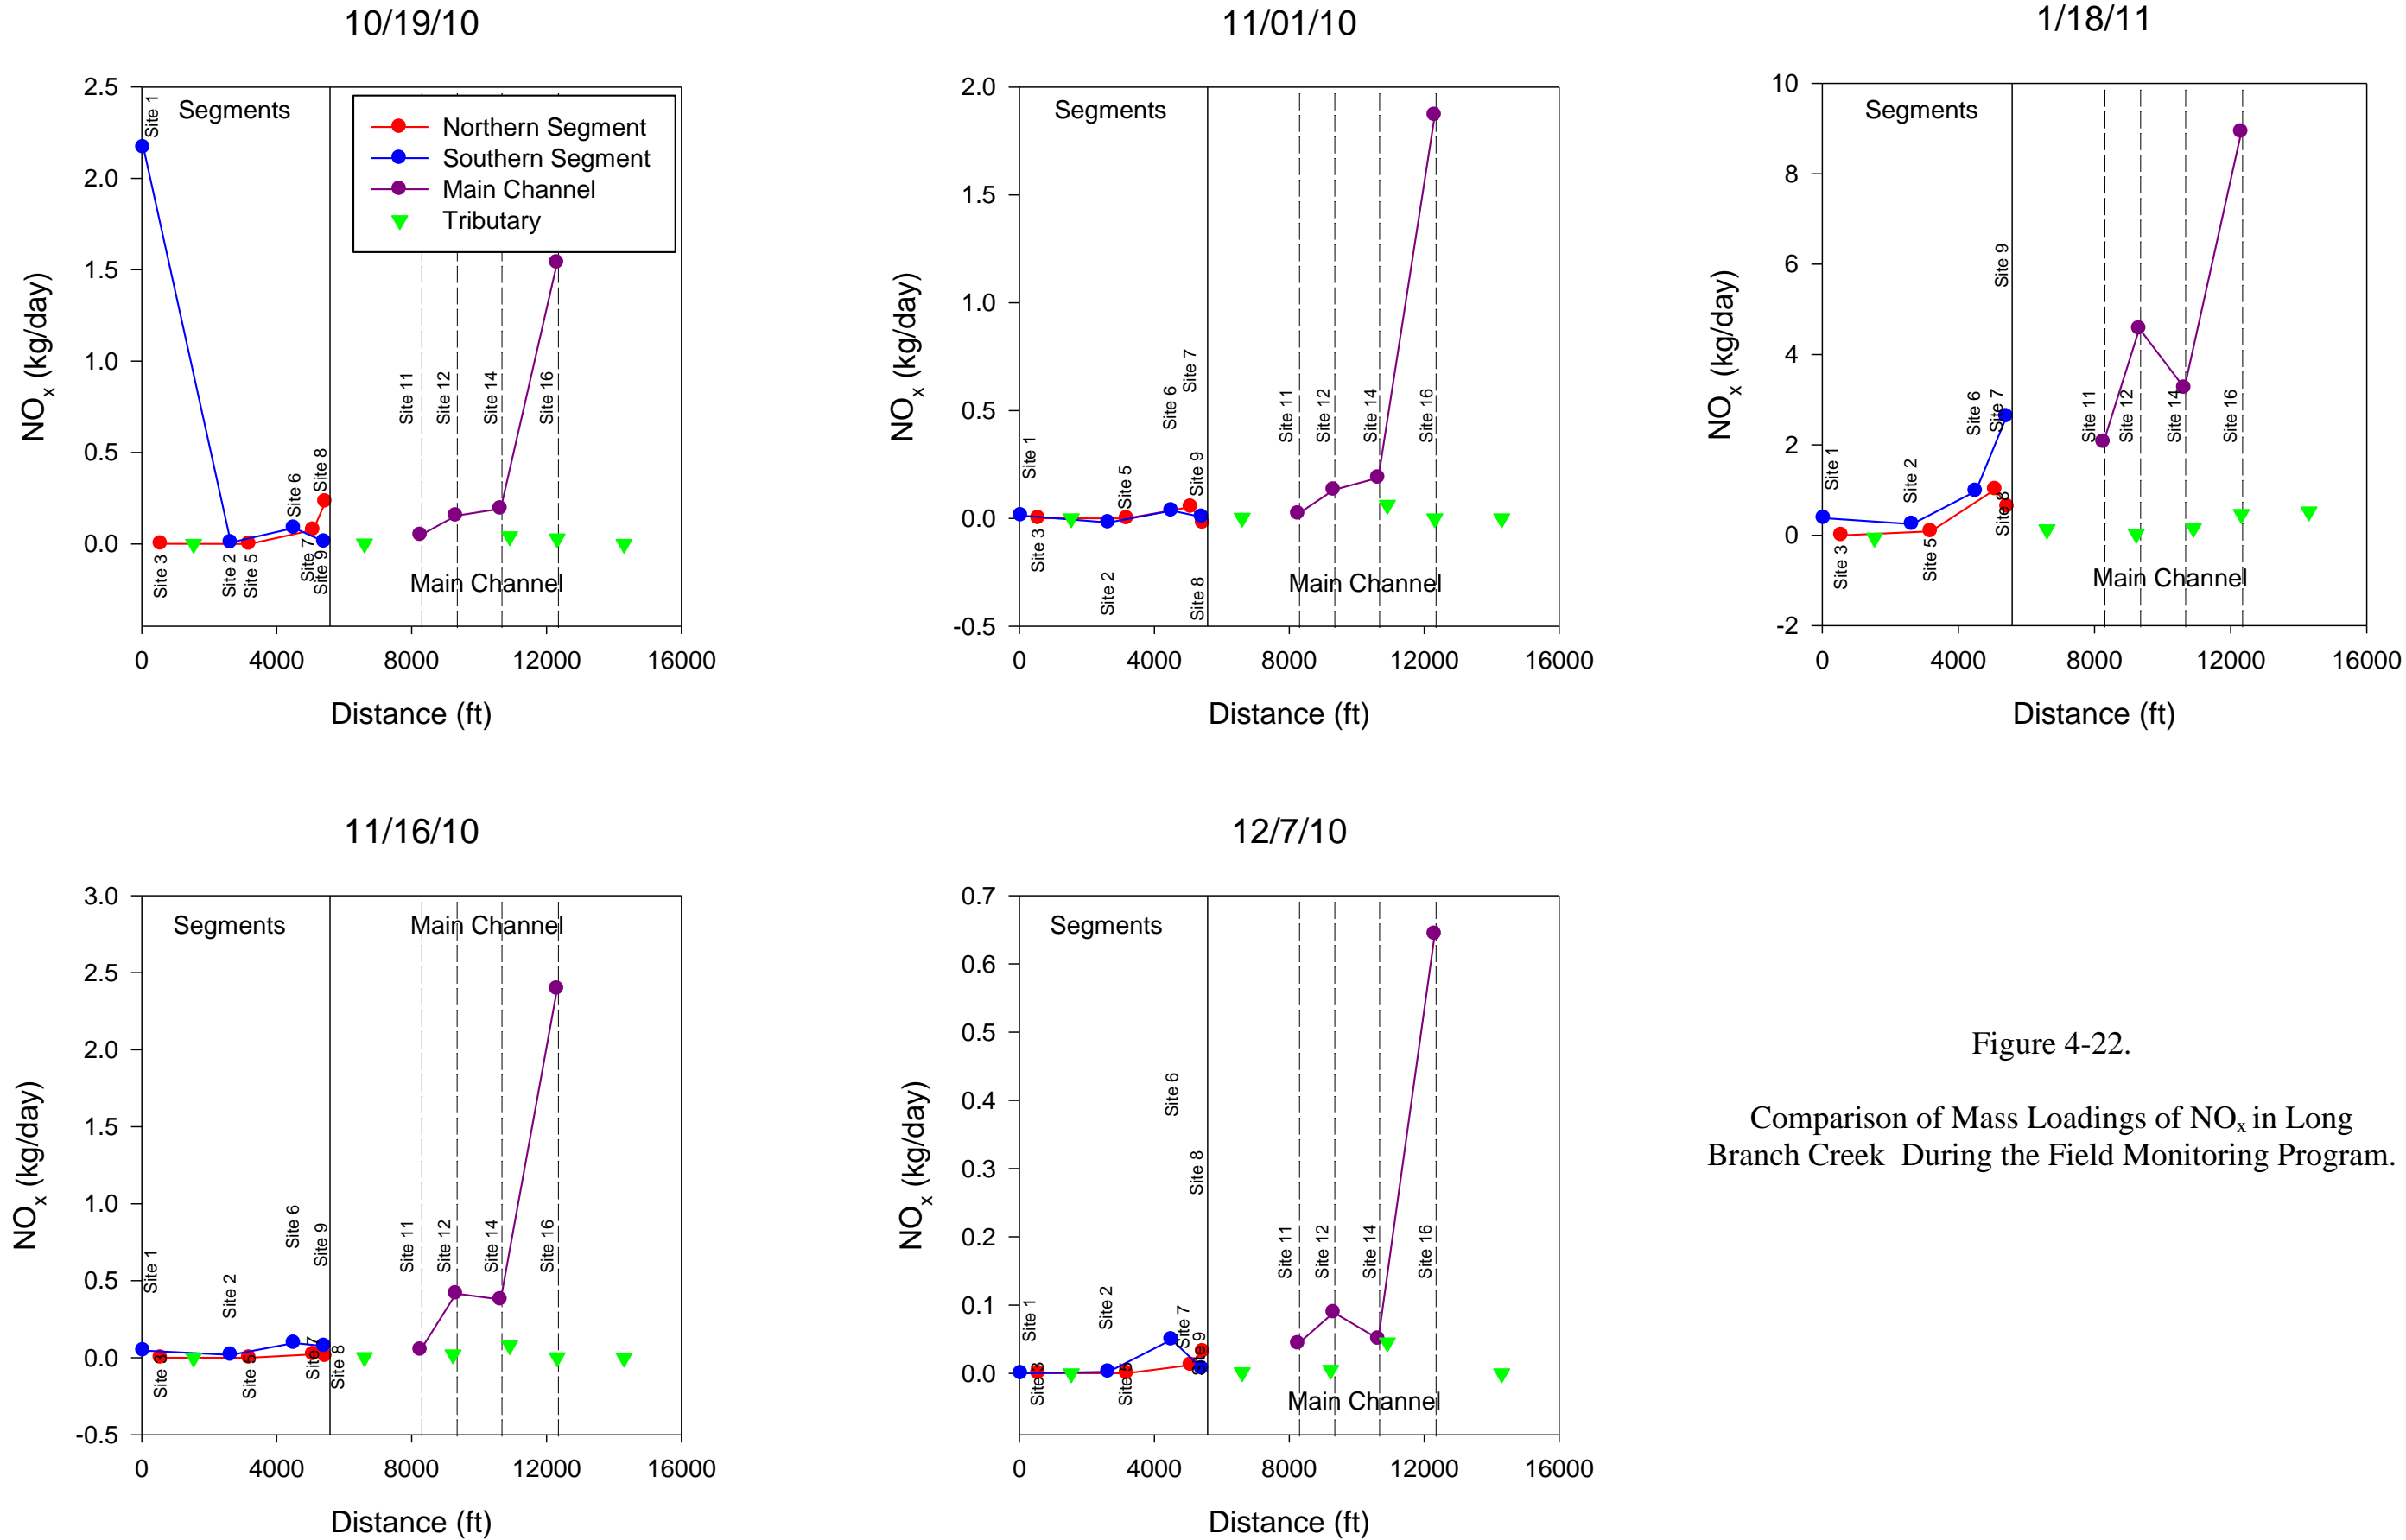 10/19/10
2.5
2.0
1.5
1.0
0.5
0.0
NOx (kg/day)
Segments
Northern Segment
Southern Segment
Main Channel
Tributary
Site 1
Site 3
Site 2
Site 5
Site 6
Site 7
Site 8
Site 9
Site 11
Site 12
Site 14
Site 16
Main Channel
0 4000 8000 12000 16000
Distance (ft)
11/01/10
2.0
1.5
1.0
0.5
0.0
-0.5
NOx (kg/day)
Segments
Site 1
Site 3
Site 2
Site 5
Site 6
Site 7
Site 9
Site 8
Site 11
Site 12
Site 14
Site 16
Main Channel
0 4000 8000 12000 16000
Distance (ft)
1/18/11
10
8
6
4
2
0
-2
NOx (kg/day)
Segments
Site 1
Site 3
Site 2
Site 5
Site 6
Site 7
Site 9
Site 8
Site 11
Site 12
Site 14
Site 16
Main Channel
0 4000 8000 12000 16000
Distance (ft)
11/16/10
3.0
2.5
2.0
1.5
1.0
0.5
0.0
-0.5
NOx (kg/day)
Segments
Main Channel
Site 1
Site 3
Site 2
Site 5
Site 6
Site 9
Site 7
Site 8
Site 11
Site 12
Site 14
Site 16
0 4000 8000 12000 16000
Distance (ft)
12/7/10
0.7
0.6
0.5
0.4
0.3
0.2
0.1
0.0
NOx (kg/day)
Segments
Site 1
Site 3
Site 2
Site 5
Site 6
Site 8
Site 7
Site 9
Site 11
Site 12
Site 14
Site 16
Main Channel
0 4000 8000 12000 16000
Distance (ft)
Figure 4-22.
Comparison of Mass Loadings of NOx in Long
Branch Creek During the Field Monitoring Program.